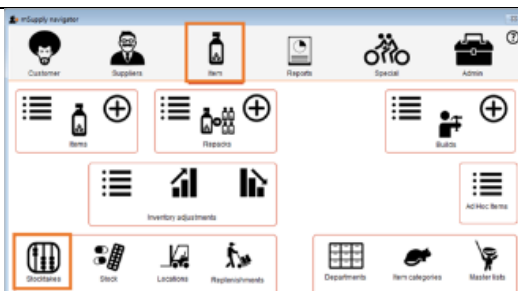 mSupply navigator
Customer Suppliers Item Reports Special Admin
Items Repacks Builds
Inventory adjustments Ad Hoc Items
Stocktakes Stock Locations Replenishments Departments Item categories Master lists